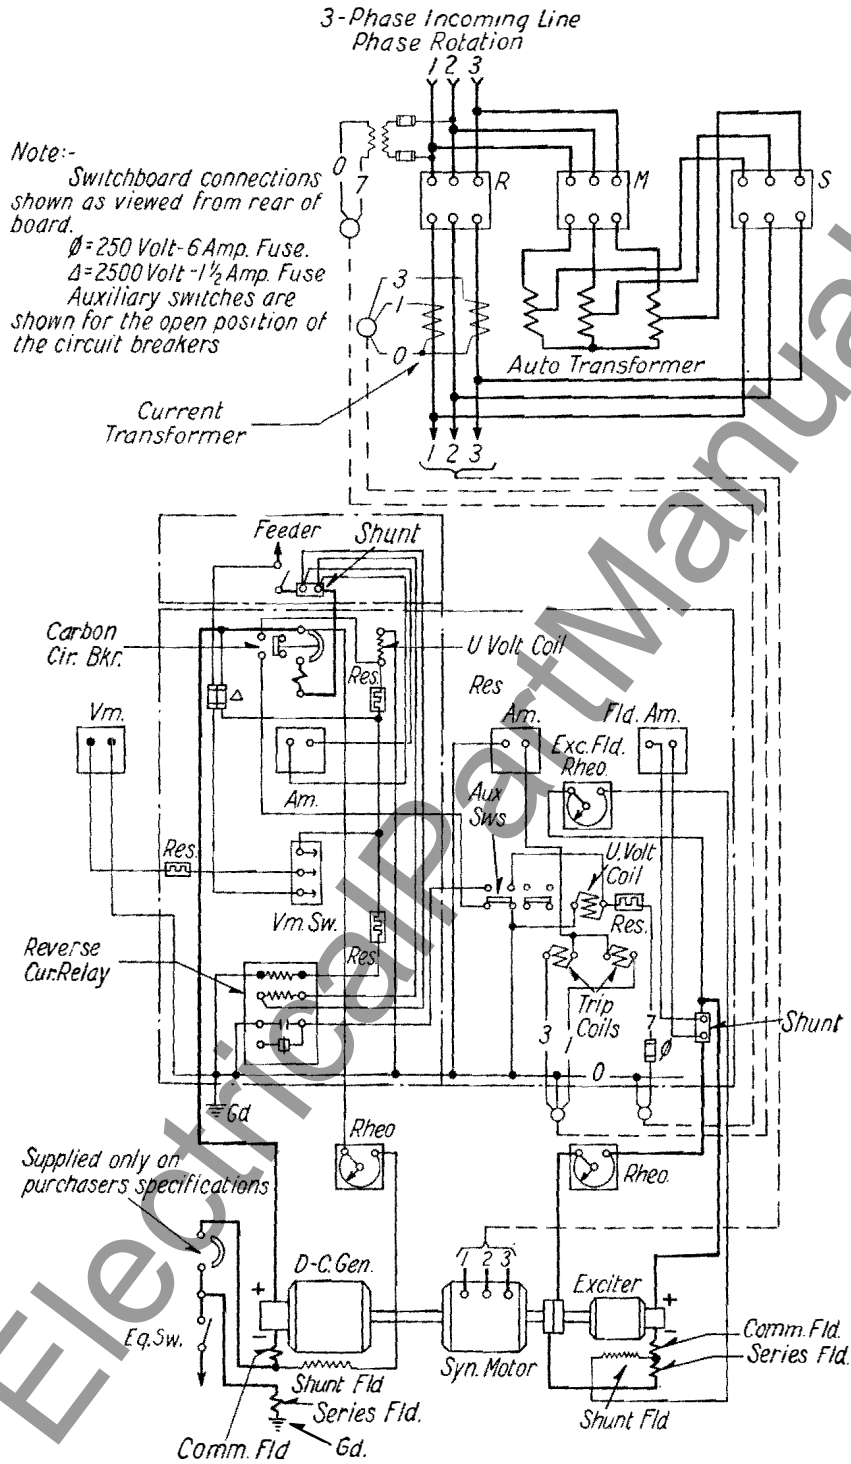 3-Phase Incoming Line
Phase Rotation
1 2 3
Note:-
Switchboard connections
shown as viewed from rear of
board.
Ø=250 Volt-6 Amp. Fuse.
Δ=2500 Volt-1½ Amp. Fuse
Auxiliary switches are
shown for the open position of
the circuit breakers
0
7
R
M
S
3
1
0
Auto Transformer
Current
Transformer
1 2 3
Feeder
Shunt
Carbon
Cir. Bkr.
U Volt Coil
Res.
Res
Δ
Vm.
Am.
Am.
Fld. Am.
Exc. Fld.
Rheo.
Aux
Sws
U. Volt
Coil
Res.
Res.
Vm. Sw.
Res.
Reverse
Cur. Relay
Trip
Coils
3
1
7
Ø
Shunt
0
Gd
Rheo
Rheo.
Supplied only on
purchasers specifications
D-C. Gen.
1 2 3
Exciter
+
-
+
-
Eq. Sw.
Syn. Motor
Comm. Fld.
Series Fld.
Shunt Fld
Series Fld.
Shunt Fld
Comm. Fld
Gd.
ElectricalPartManual